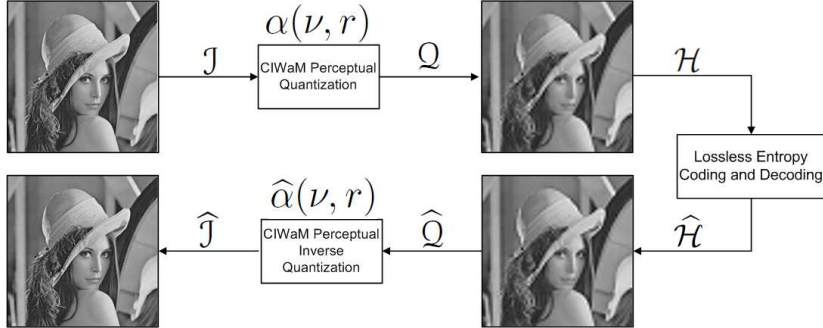 α(ν, r)
ℐ
CIWaM Perceptual
Quantization
𝒬
ℋ
Lossless Entropy
Coding and Decoding
α̂(ν, r)
ℐ̂
CIWaM Perceptual
Inverse
Quantization
𝒬̂
ℋ̂